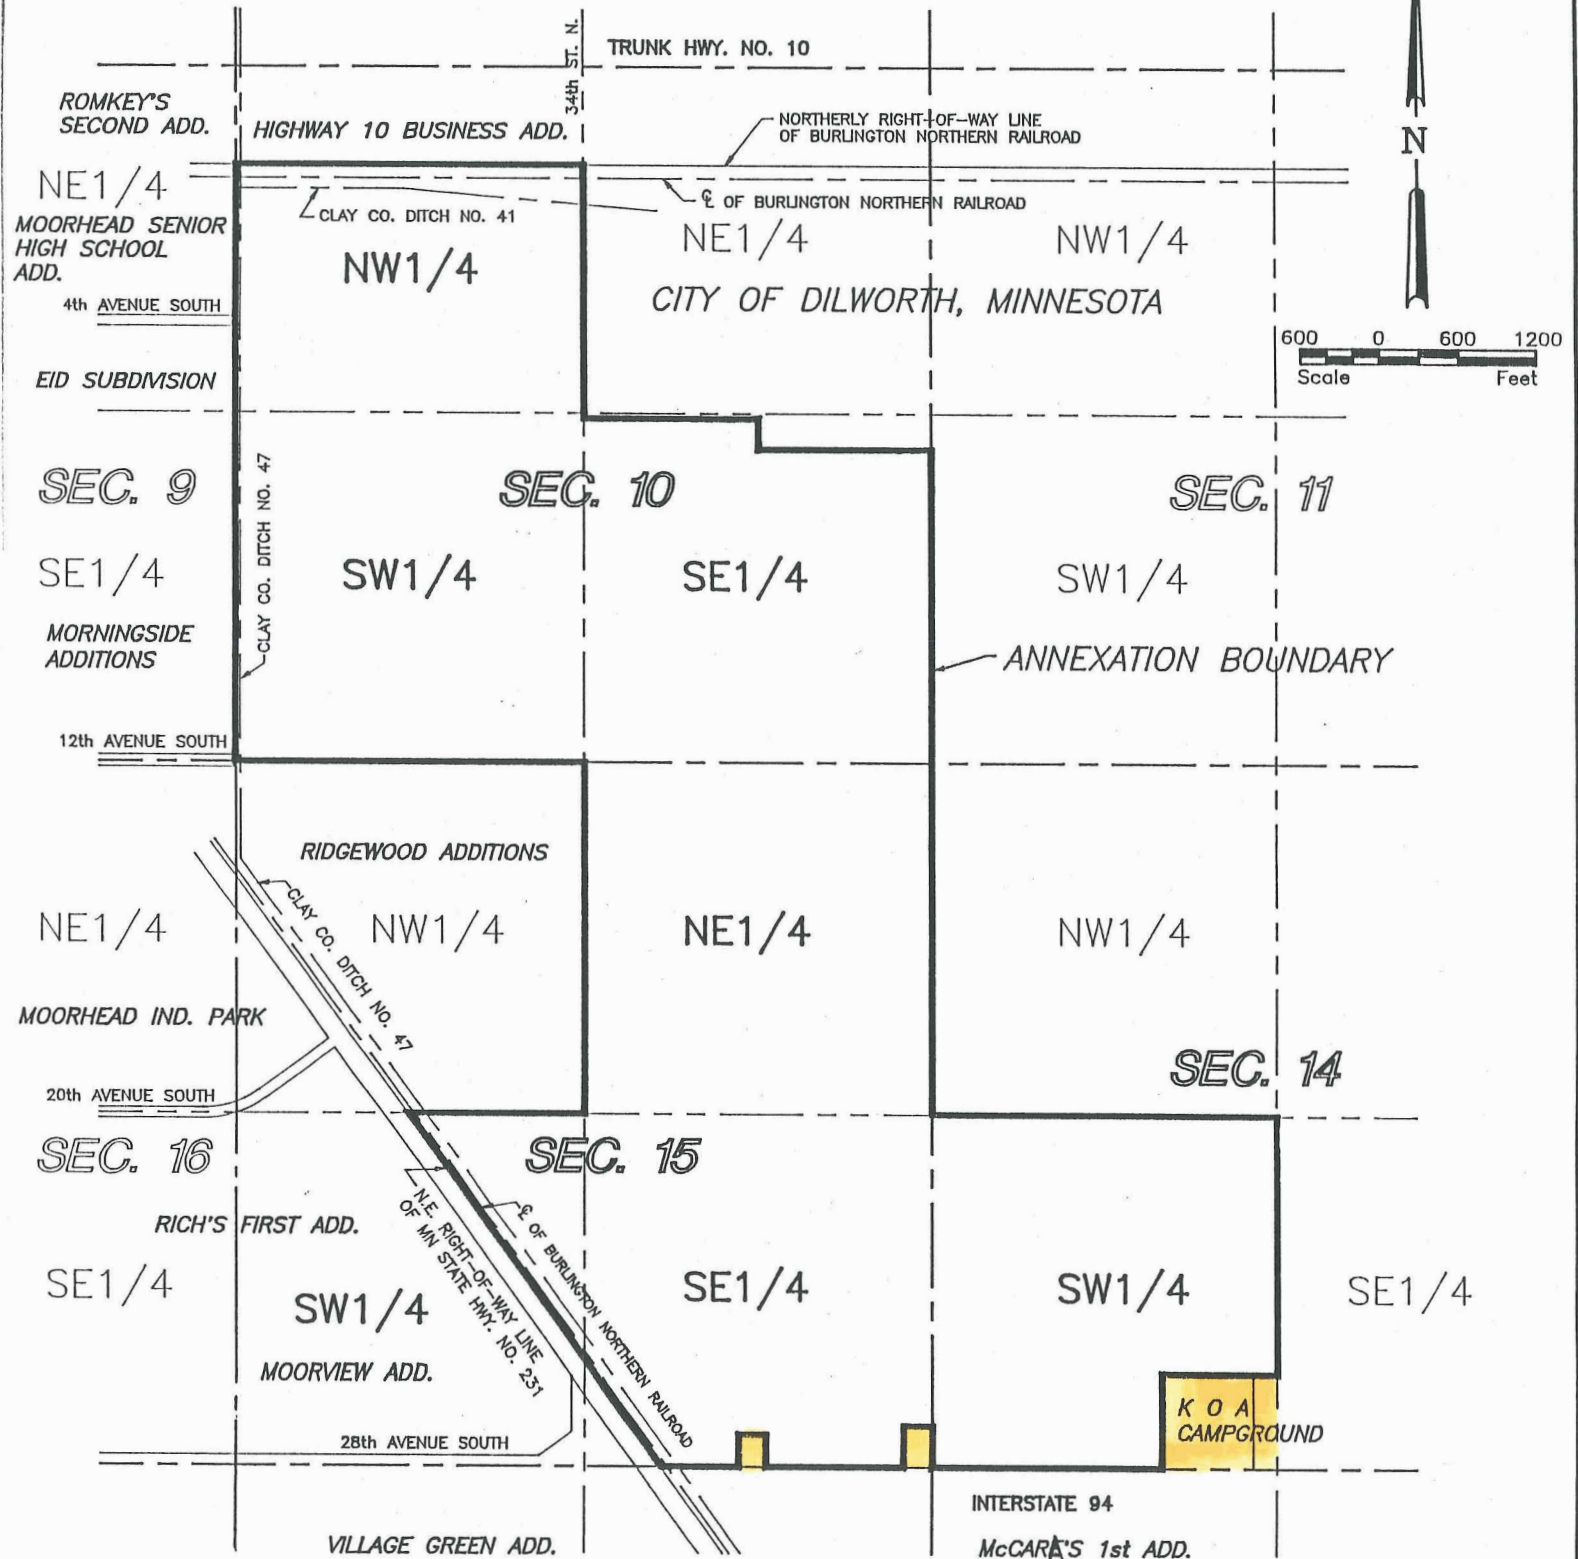 34th ST. N.
TRUNK HWY. NO. 10
ROMKEY'S
SECOND ADD.
HIGHWAY 10 BUSINESS ADD.
NORTHERLY RIGHT-OF-WAY LINE
OF BURLINGTON NORTHERN RAILROAD
N
NE1/4
CLAY CO. DITCH NO. 41
℄ OF BURLINGTON NORTHERN RAILROAD
MOORHEAD SENIOR
HIGH SCHOOL
ADD.
NW1/4
NE1/4
NW1/4
CITY OF DILWORTH, MINNESOTA
4th AVENUE SOUTH
600 0 600 1200
Scale Feet
EID SUBDIVISION
SEC. 9
CLAY CO. DITCH NO. 47
SEC. 10
SEC. 11
SE1/4
SW1/4
SE1/4
SW1/4
MORNINGSIDE
ADDITIONS
ANNEXATION BOUNDARY
12th AVENUE SOUTH
RIDGEWOOD ADDITIONS
CLAY CO. DITCH NO. 47
NE1/4
NW1/4
NE1/4
NW1/4
MOORHEAD IND. PARK
SEC. 14
20th AVENUE SOUTH
SEC. 16
SEC. 15
N.E. RIGHT-OF-WAY LINE
OF MN STATE HWY. NO. 231
℄ OF BURLINGTON NORTHERN RAILROAD
RICH'S FIRST ADD.
SE1/4
SW1/4
SE1/4
SW1/4
SE1/4
MOORVIEW ADD.
K O A
CAMPGROUND
28th AVENUE SOUTH
INTERSTATE 94
VILLAGE GREEN ADD.
McCARA'S 1st ADD.